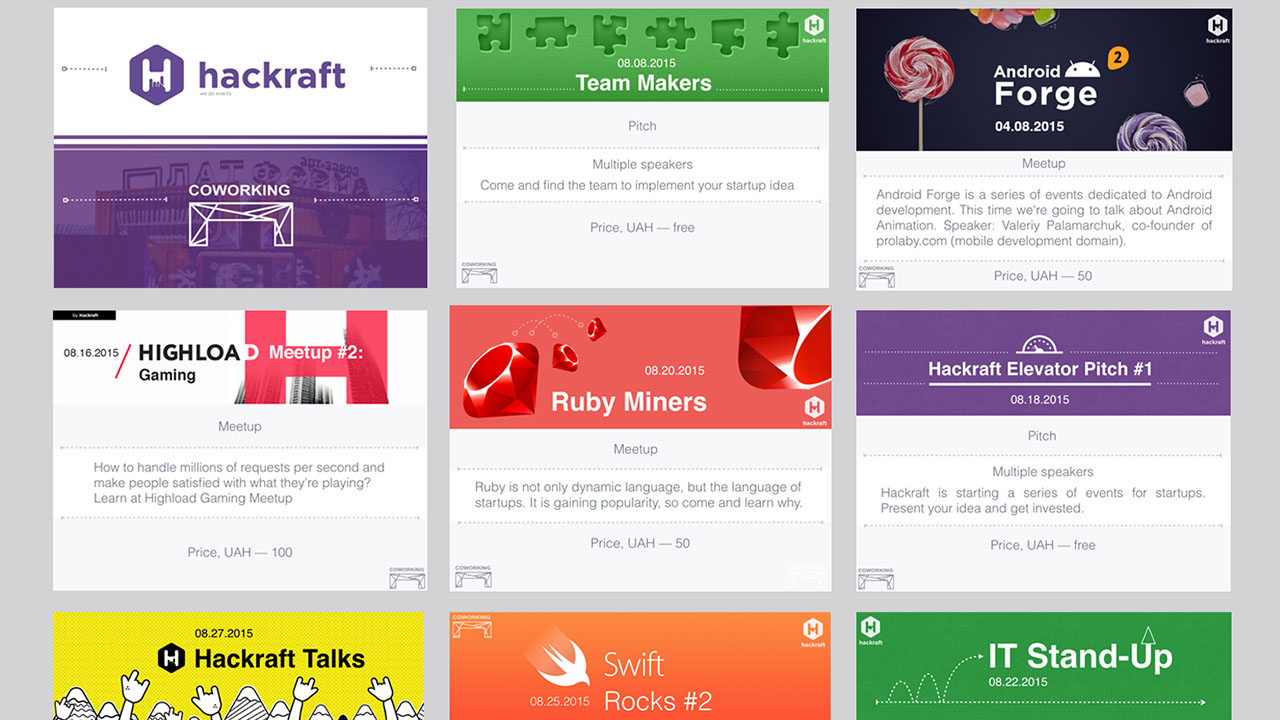 hackraft
we do events
ПЛАТФОРМА
COWORKING
08.08.2015
hackraft
Team Makers
Pitch
Multiple speakers
Come and find the team to implement your startup idea
Price, UAH — free
COWORKING
hackraft
2
Android
Forge
04.08.2015
Meetup
Android Forge is a series of events dedicated to Android
development. This time we're going to talk about Android
Animation. Speaker: Valeriy Palamarchuk, co-founder of
prolaby.com (mobile development domain).
Price, UAH — 50
COWORKING
by Hackraft
08.16.2015 HIGHLOAD Meetup #2:
Gaming
Meetup
How to handle millions of requests per second and
make people satisfied with what they're playing?
Learn at Highload Gaming Meetup
Price, UAH — 100
COWORKING
08.20.2015
Ruby Miners
hackraft
Meetup
Ruby is not only dynamic language, but the language of
startups. It is gaining popularity, so come and learn why.
Price, UAH — 50
COWORKING
hackraft
Hackraft Elevator Pitch #1
08.18.2015
Pitch
Multiple speakers
Hackraft is starting a series of events for startups.
Present your idea and get invested.
Price, UAH — free
COWORKING
08.27.2015
Hackraft Talks
COWORKING
hackraft
Swift
08.25.2015 Rocks #2
hackraft
IT Stand-Up
08.22.2015